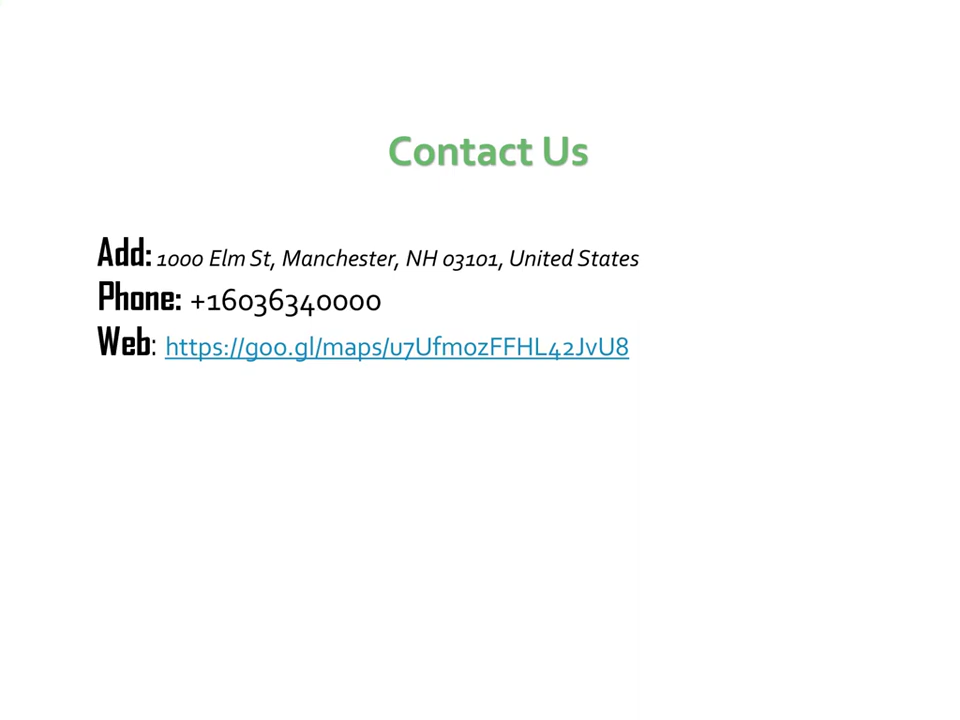 Contact Us
Add: 1000 Elm St, Manchester, NH 03101, United States
Phone: +16036340000
Web: https://goo.gl/maps/u7UfmozFFHL42JvU8